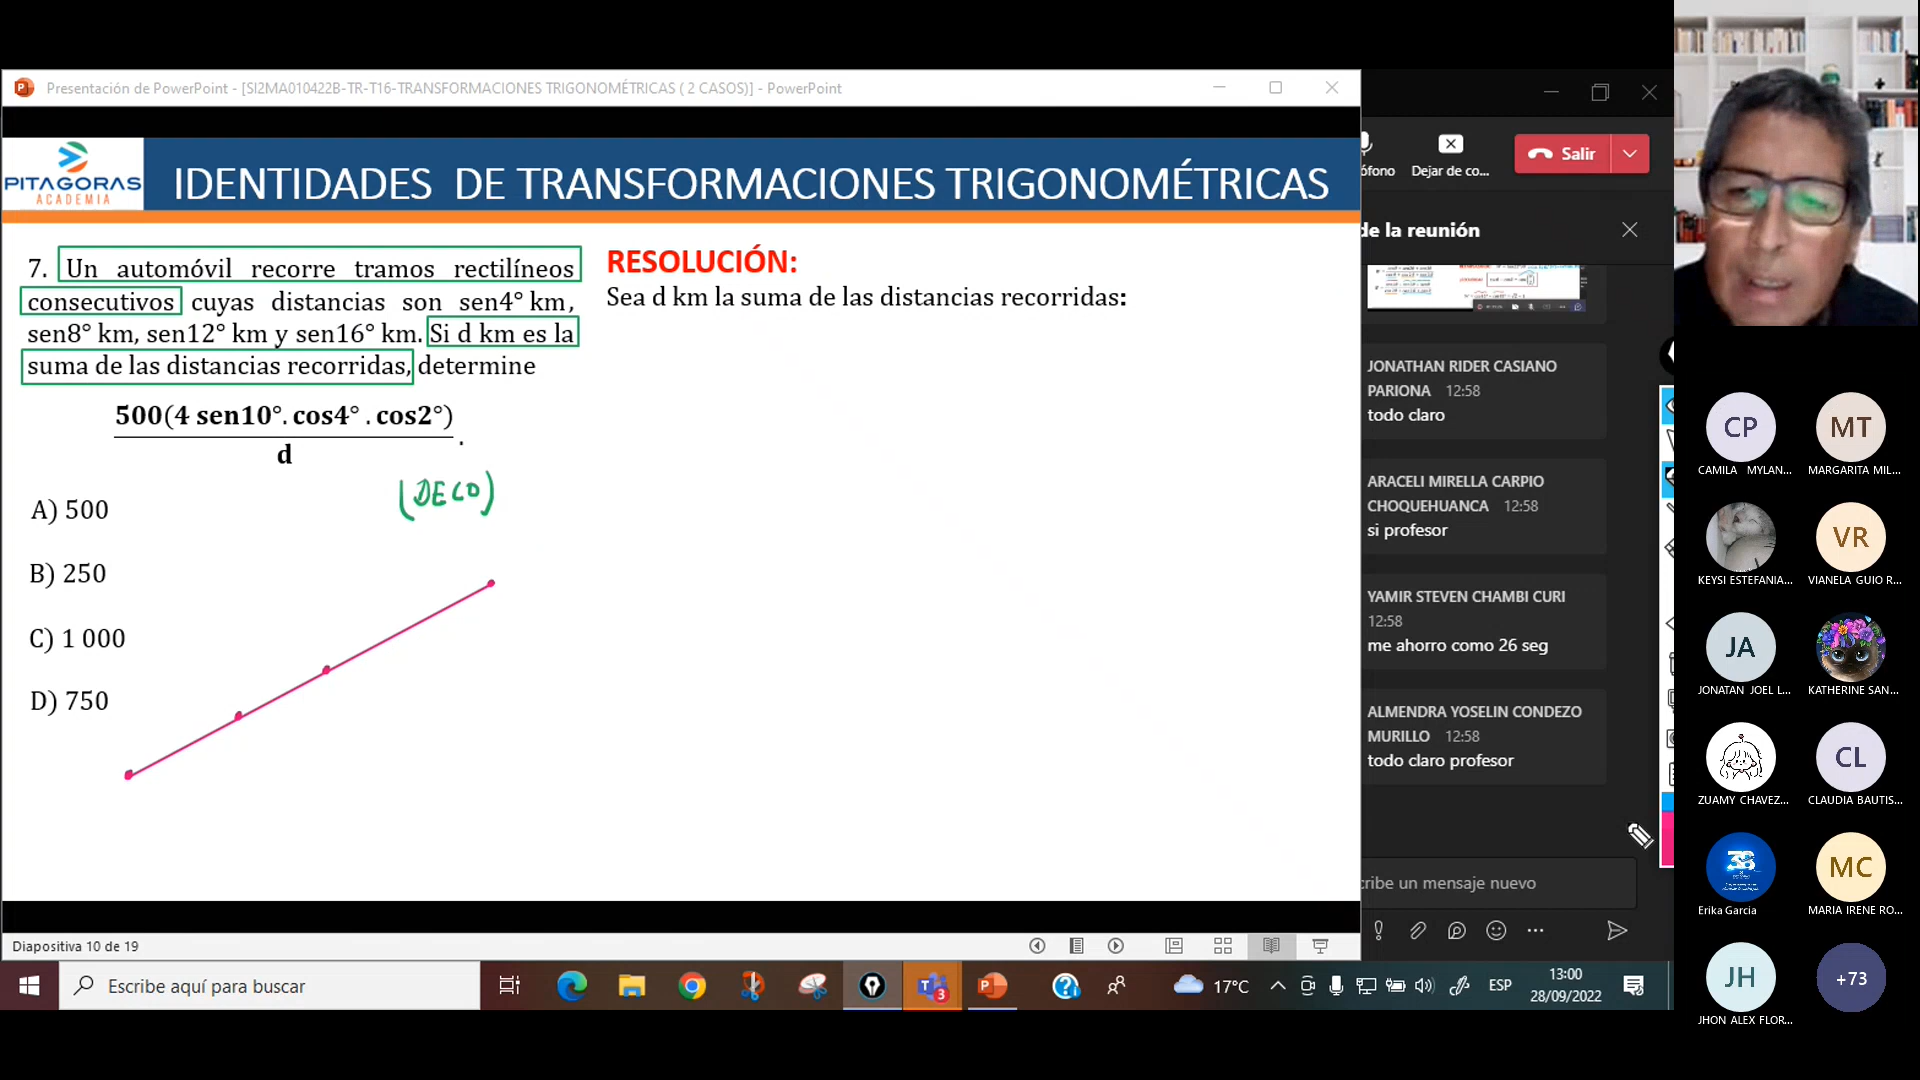 Presentación de PowerPoint - [SI2MA010422B-TR-T16-TRANSFORMACIONES TRIGONOMÉTRICAS ( 2 CASOS)] - PowerPoint
PITAGORAS
ACADEMIA
IDENTIDADES DE TRANSFORMACIONES TRIGONOMÉTRICAS
7. Un automóvil recorre tramos rectilíneos
consecutivos cuyas distancias son sen4° km,
sen8° km, sen12° km y sen16° km. Si d km es la
suma de las distancias recorridas, determine
500(4 sen10°. cos4° . cos2°)
d
.
(DECO)
A) 500
B) 250
C) 1 000
D) 750
RESOLUCIÓN:
Sea d km la suma de las distancias recorridas:
Diapositiva 10 de 19
ófono
Dejar de co...
Salir
de la reunión
JONATHAN RIDER CASIANO
PARIONA 12:58
todo claro
ARACELI MIRELLA CARPIO
CHOQUEHUANCA 12:58
si profesor
YAMIR STEVEN CHAMBI CURI
12:58
me ahorro como 26 seg
ALMENDRA YOSELIN CONDEZO
MURILLO 12:58
todo claro profesor
cribe un mensaje nuevo
CP
CAMILA MYLAN...
MT
MARGARITA MIL...
KEYSI ESTEFANIA...
VR
VIANELA GUIO R...
JA
JONATAN JOEL L...
KATHERINE SAN...
ZUAMY CHAVEZ...
CL
CLAUDIA BAUTIS...
Erika Garcia
MC
MARIA IRENE RO...
JH
JHON ALEX FLOR...
+73
Escribe aquí para buscar
3
17°C
ESP
13:00
28/09/2022